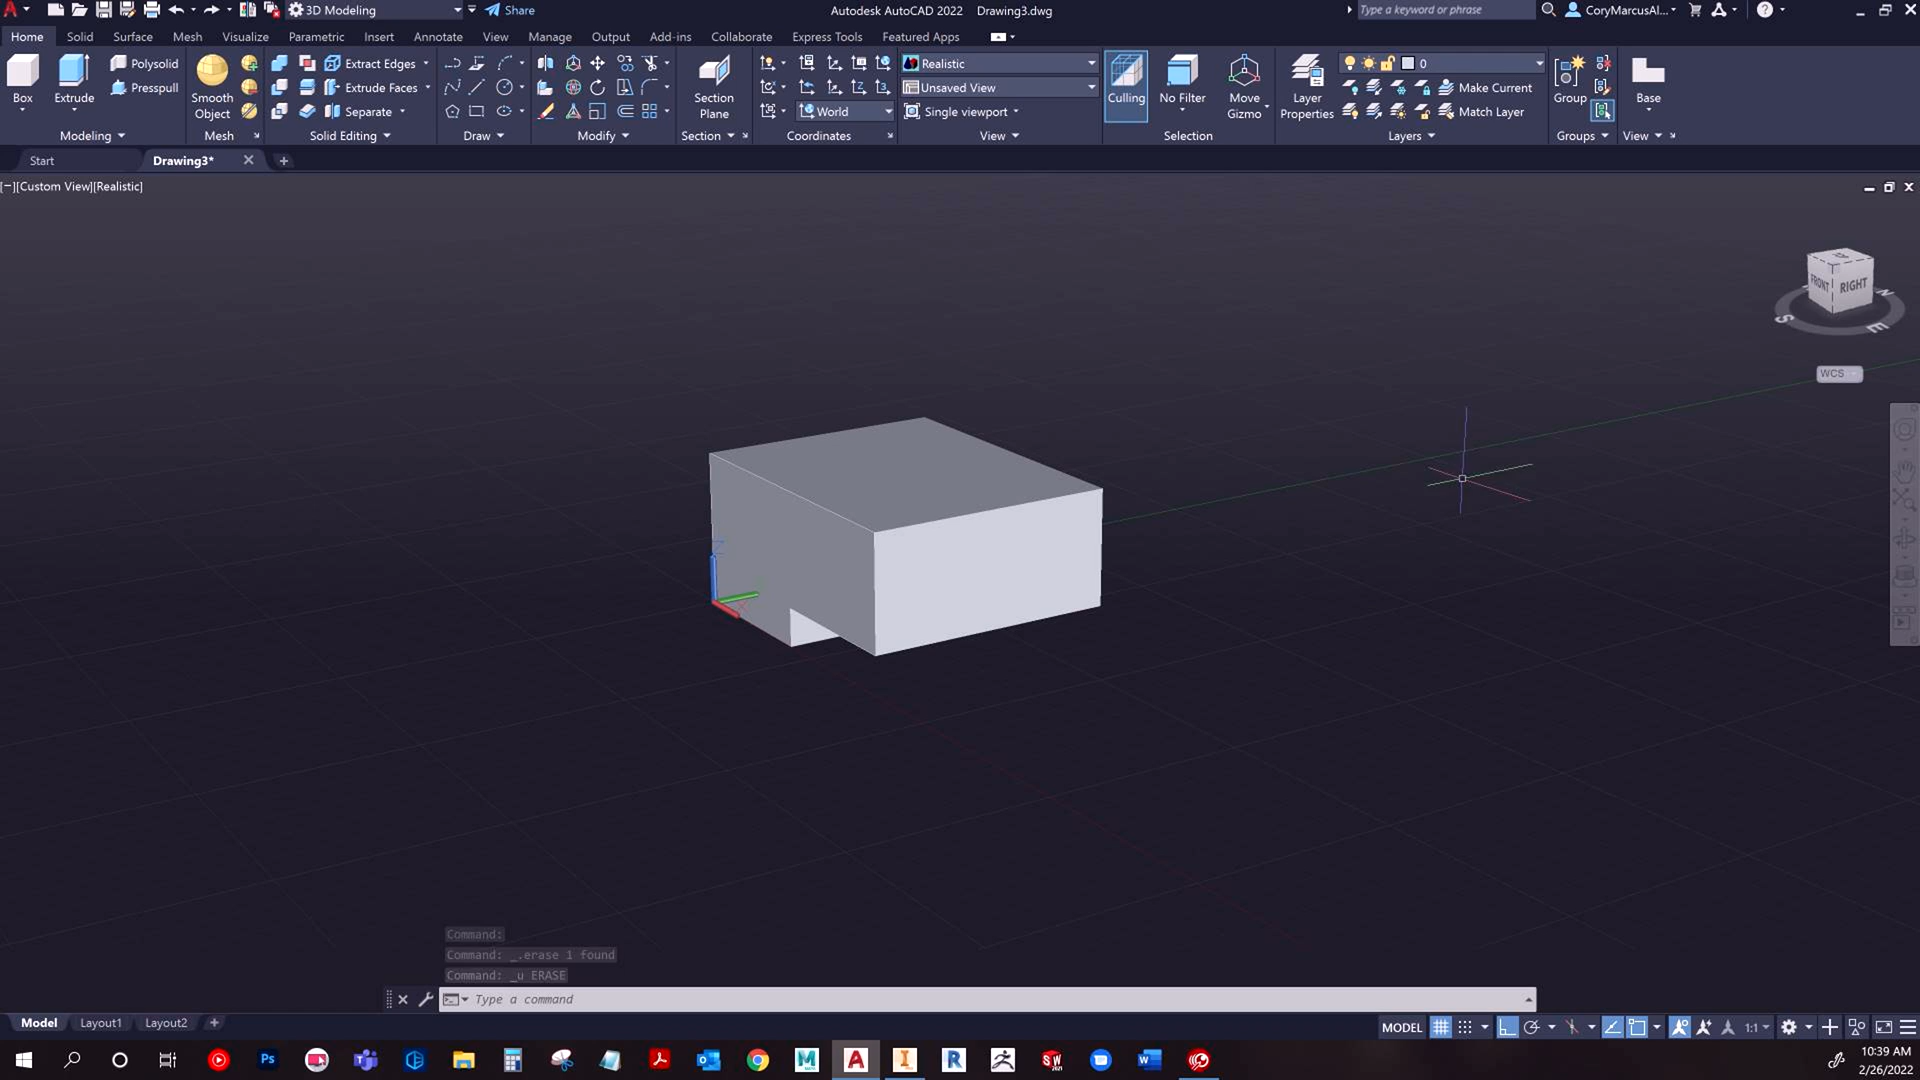 3D Modeling
Share
Autodesk AutoCAD 2022 Drawing3.dwg
Type a keyword or phrase
CoryMarcusAl...
Home Solid Surface Mesh Visualize Parametric Insert Annotate View Manage Output Add-ins Collaborate Express Tools Featured Apps
Box
Extrude
Polysolid
Presspull
Modeling
Smooth
Object
Mesh
Extract Edges
Extrude Faces
Separate
Solid Editing
Draw
Modify
Section
Plane
Section
World
Coordinates
Realistic
Unsaved View
Single viewport
View
Culling
No Filter
Move
Gizmo
Selection
Layer
Properties
0
Make Current
Match Layer
Layers
Group
Groups
Base
View
Start
Drawing3*
[−][Custom View][Realistic]
FRONT
RIGHT
S
E
N
WCS
Z
X
Command:
Command: _.erase 1 found
Command: _u ERASE
Type a command
Model Layout1 Layout2
MODEL
1:1
10:39 AM
2/26/2022